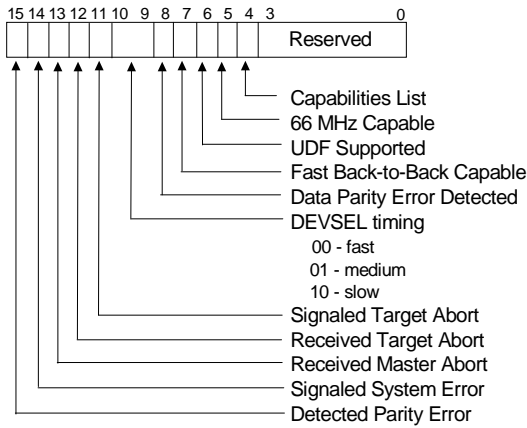 15 14 13 12 11 10 9 8 7 6 5 4 3 0
Reserved
Capabilities List
66 MHz Capable
UDF Supported
Fast Back-to-Back Capable
Data Parity Error Detected
DEVSEL timing
00 - fast
01 - medium
10 - slow
Signaled Target Abort
Received Target Abort
Received Master Abort
Signaled System Error
Detected Parity Error